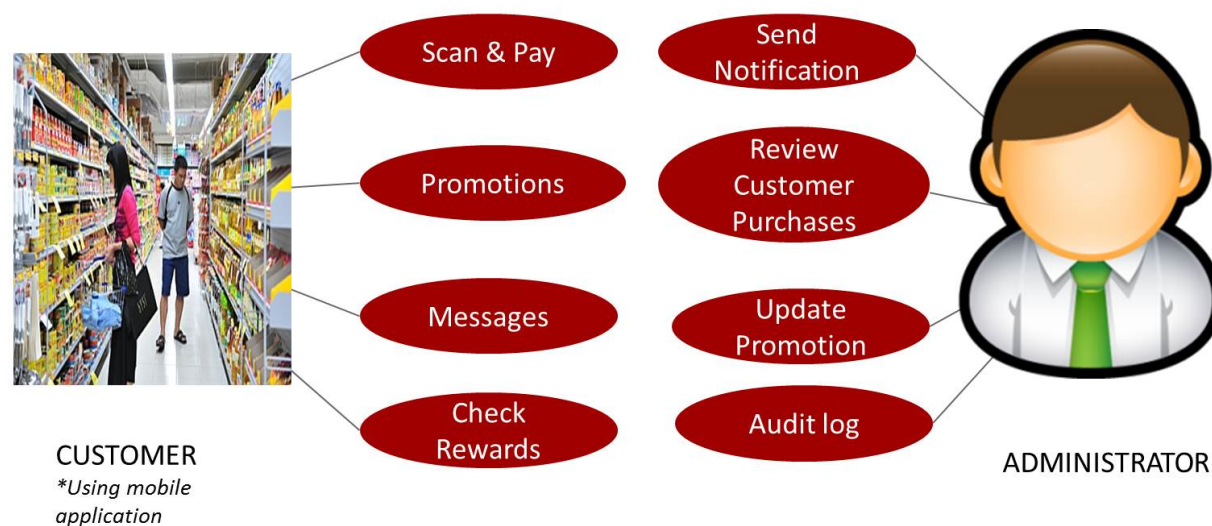 Scan & Pay
Promotions
Messages
Check
Rewards
CUSTOMER
*Using mobile
application
Send
Notification
Review
Customer
Purchases
Update
Promotion
Audit log
ADMINISTRATOR